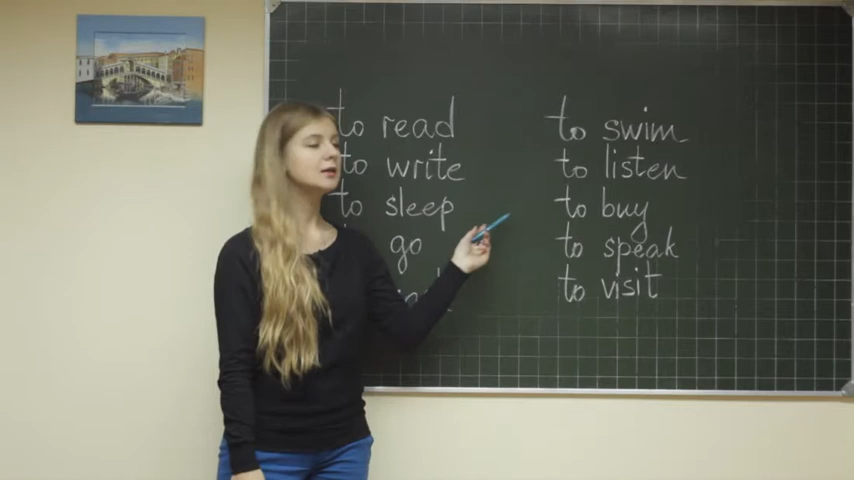 to read
to write
to sleep
go
to swim
to listen
to buy
to speak
to visit